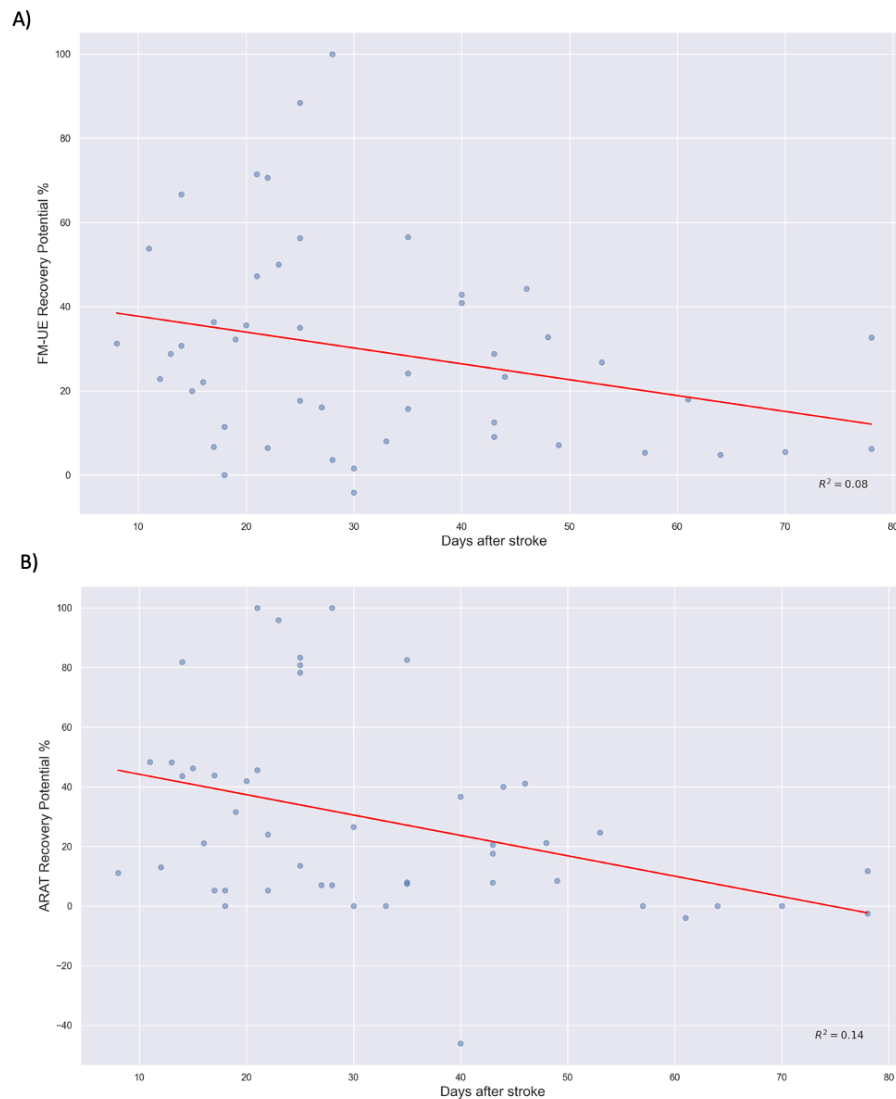 A)
100
80
60
40
20
0
FM-UE Recovery Potential %
R² = 0.08
10 20 30 40 50 60 70 80
Days after stroke
B)
100
80
60
40
20
0
−20
−40
ARAT Recovery Potential %
R² = 0.14
10 20 30 40 50 60 70 80
Days after stroke